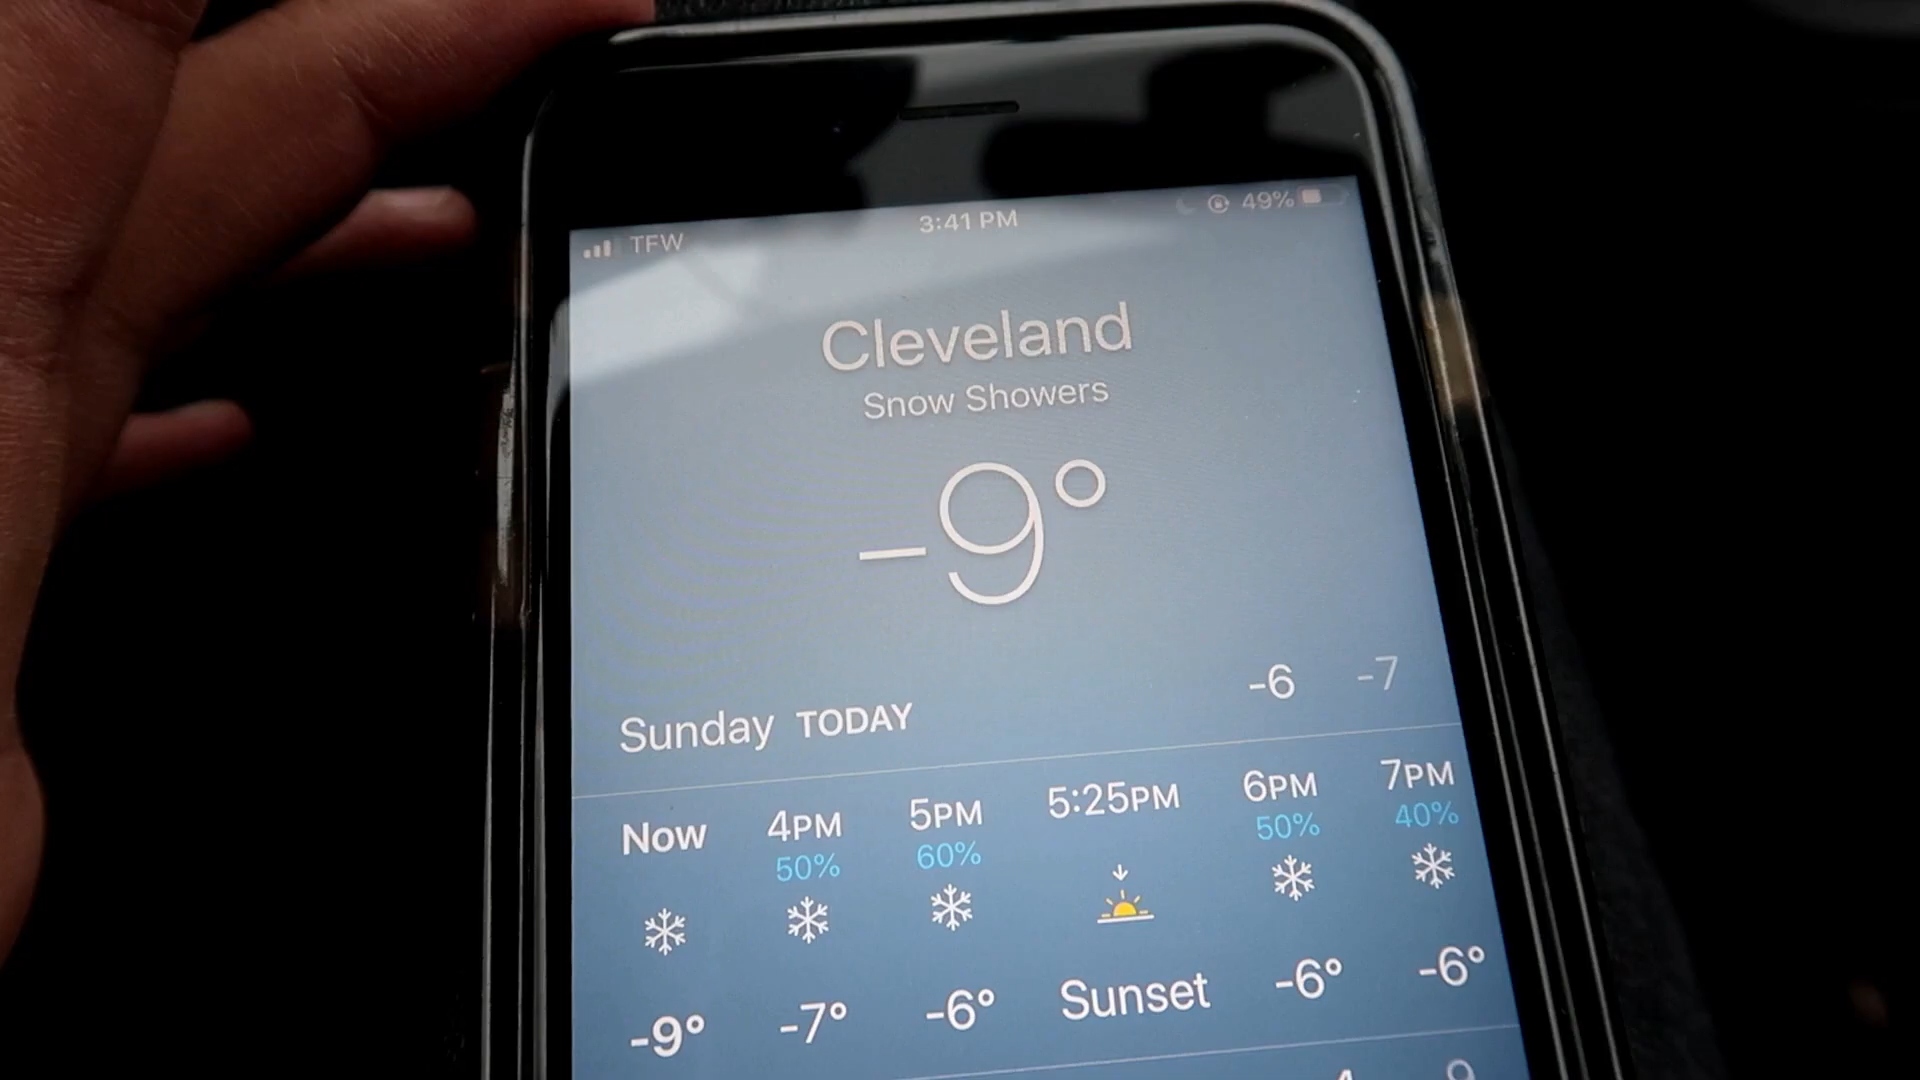 TFW 3:41 PM 49%
Cleveland
Snow Showers
-9°
Sunday TODAY -6 -7
Now 4PM 5PM 5:25PM 6PM 7PM
50% 60% 50% 40%
-9° -7° -6° Sunset -6° -6°